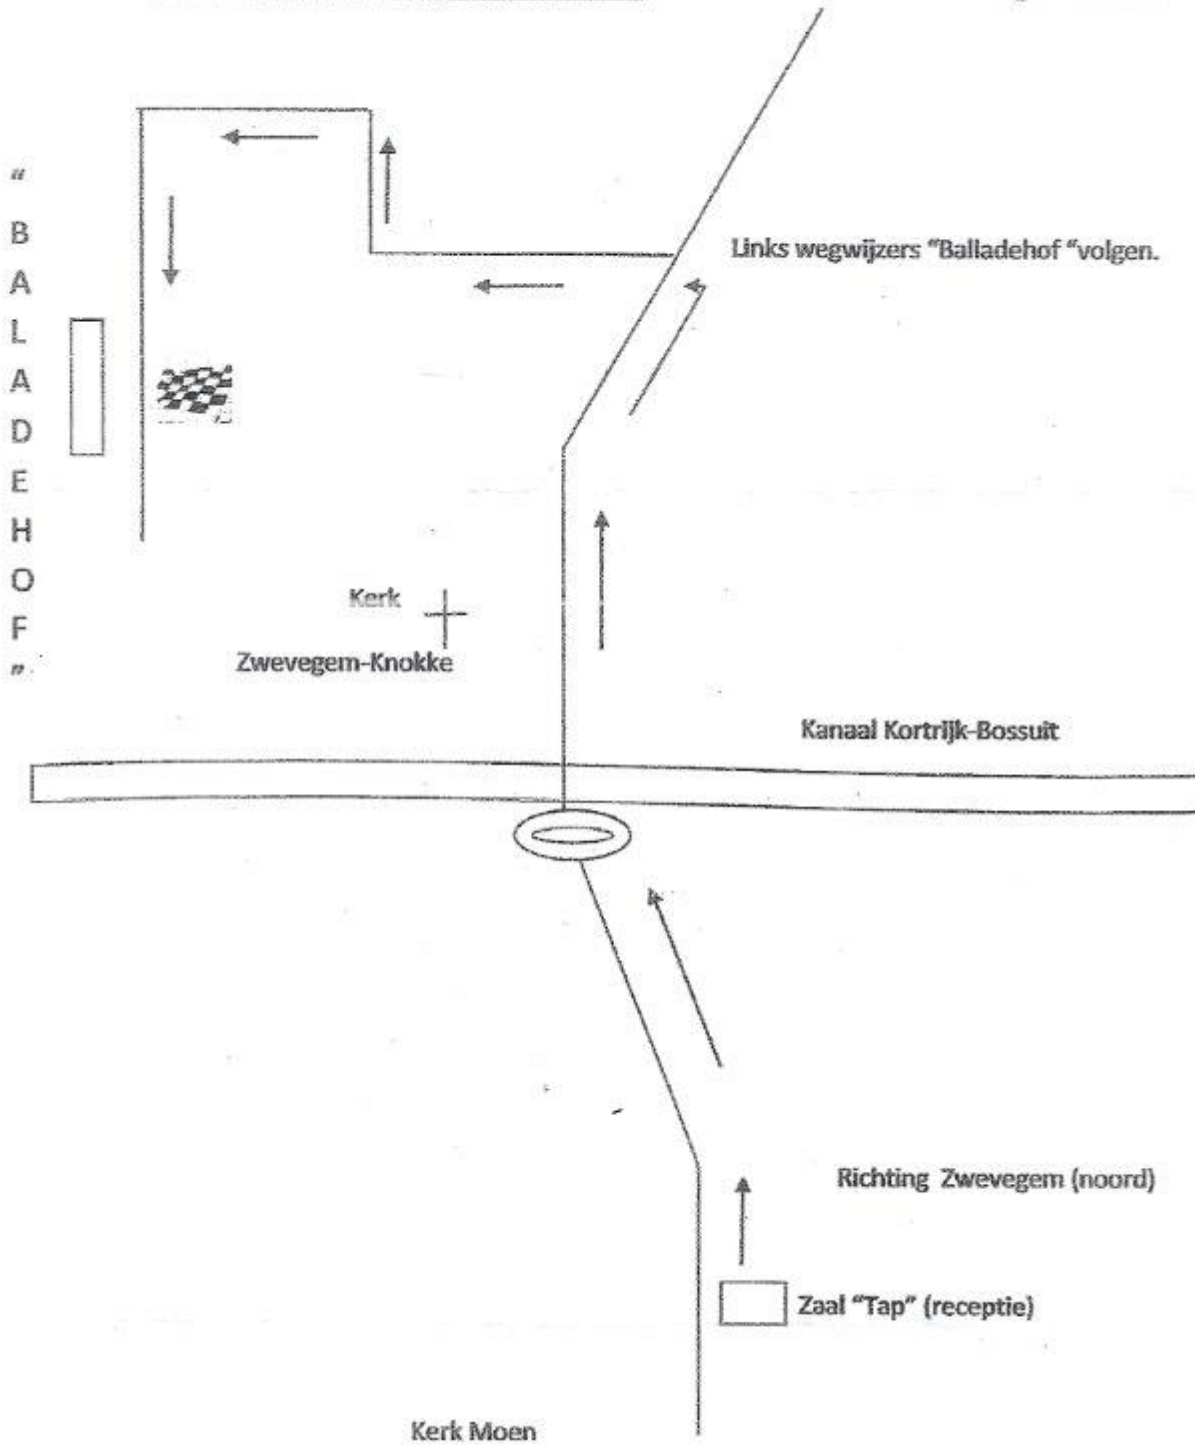 Links wegwijzers “Balladehof “volgen.
“
B
A
L
A
D
E
H
O
F
”
Kerk
Zwevegem-Knokke
Kanaal Kortrijk-Bossuit
Richting Zwevegem (noord)
Zaal “Tap” (receptie)
Kerk Moen